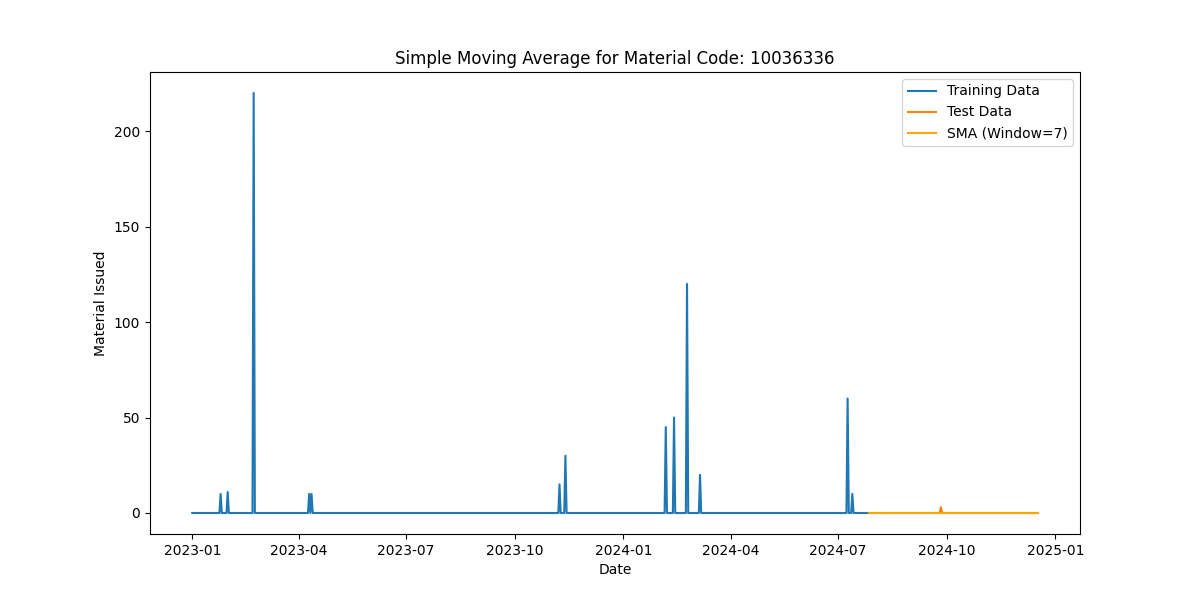 Simple Moving Average for Material Code: 10036336
Training Data
Test Data
SMA (Window=7)
Material Issued
200
150
100
50
0
2023-01 2023-04 2023-07 2023-10 2024-01 2024-04 2024-07 2024-10 2025-01
Date